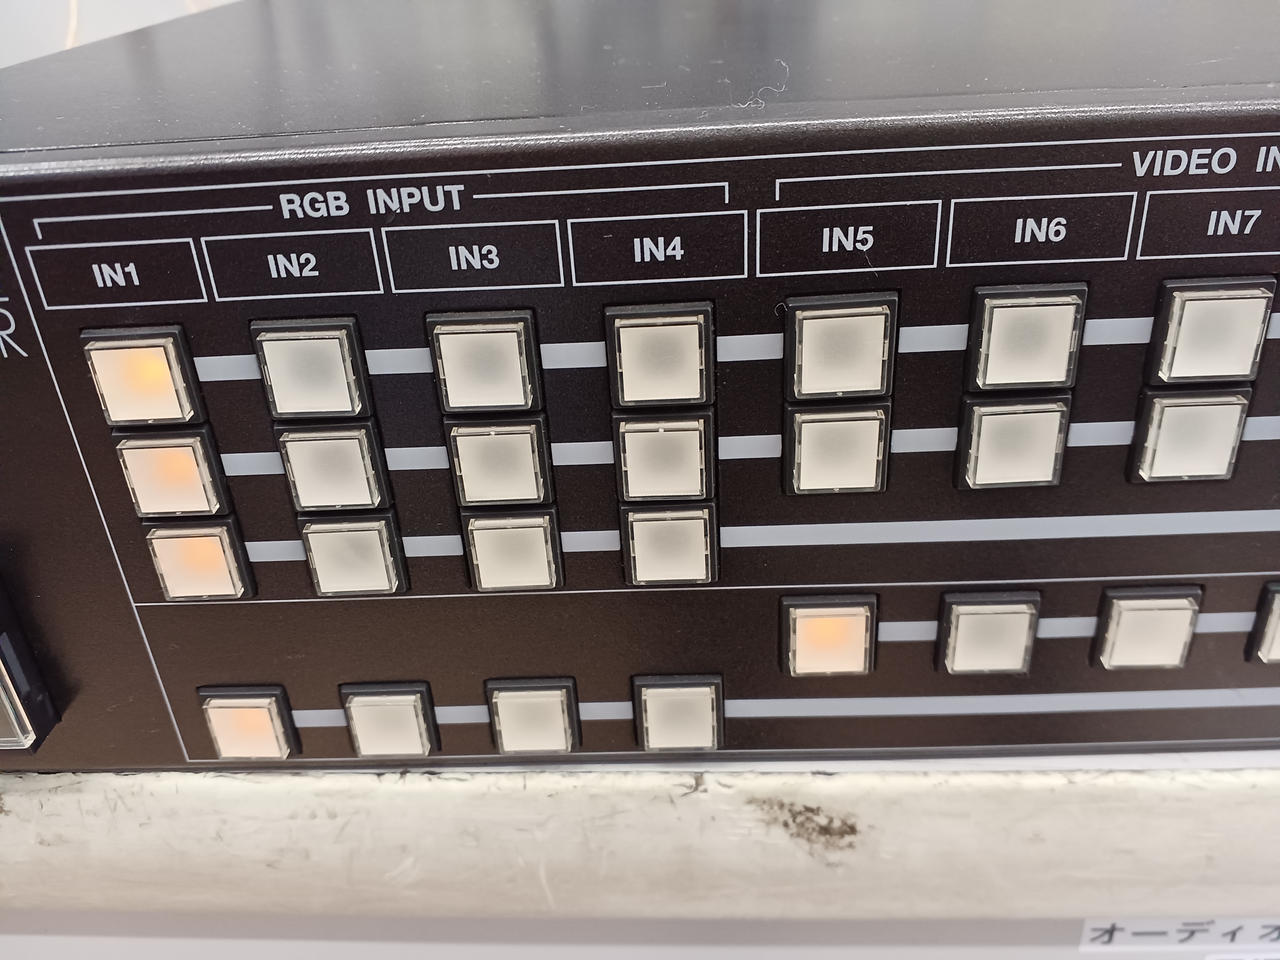 RGB INPUT
VIDEO IN
IN1 IN2 IN3 IN4 IN5 IN6 IN7
R
オーディオ